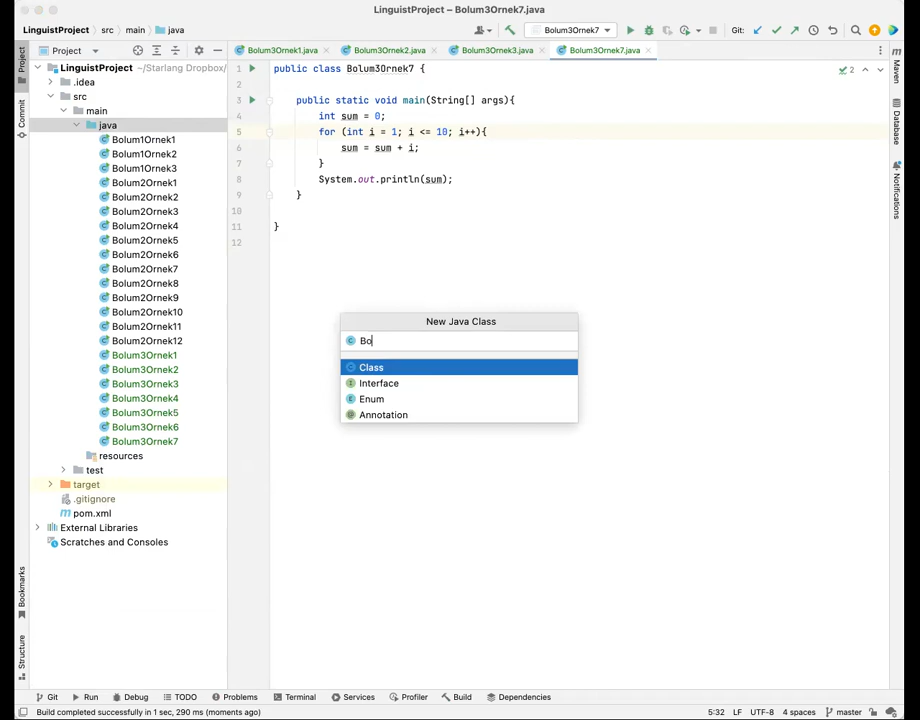 LinguistProject – Bolum3Ornek7.java
LinguistProject › src › main › java
Bolum3Ornek7
Git:
Project
Bolum3Ornek1.java
Bolum3Ornek2.java
Bolum3Ornek3.java
Bolum3Ornek7.java
Project
Commit
Bookmarks
Structure
Maven
Database
Notifications
LinguistProject ~/Starlang Dropbox/
.idea
src
main
java
Bolum1Ornek1
Bolum1Ornek2
Bolum1Ornek3
Bolum2Ornek1
Bolum2Ornek2
Bolum2Ornek3
Bolum2Ornek4
Bolum2Ornek5
Bolum2Ornek6
Bolum2Ornek7
Bolum2Ornek8
Bolum2Ornek9
Bolum2Ornek10
Bolum2Ornek11
Bolum2Ornek12
Bolum3Ornek1
Bolum3Ornek2
Bolum3Ornek3
Bolum3Ornek4
Bolum3Ornek5
Bolum3Ornek6
Bolum3Ornek7
resources
test
target
.gitignore
pom.xml
External Libraries
Scratches and Consoles
1 public class Bolum3Ornek7 {
2
3 public static void main(String[] args){
4 int sum = 0;
5 for (int i = 1; i <= 10; i++){
6 sum = sum + i;
7 }
8 System.out.println(sum);
9 }
10
11 }
12
2
New Java Class
Bo
Class
Interface
Enum
Annotation
Git Run Debug TODO Problems Terminal Services Profiler Build Dependencies
Build completed successfully in 1 sec, 290 ms (moments ago)
5:32 LF UTF-8 4 spaces master